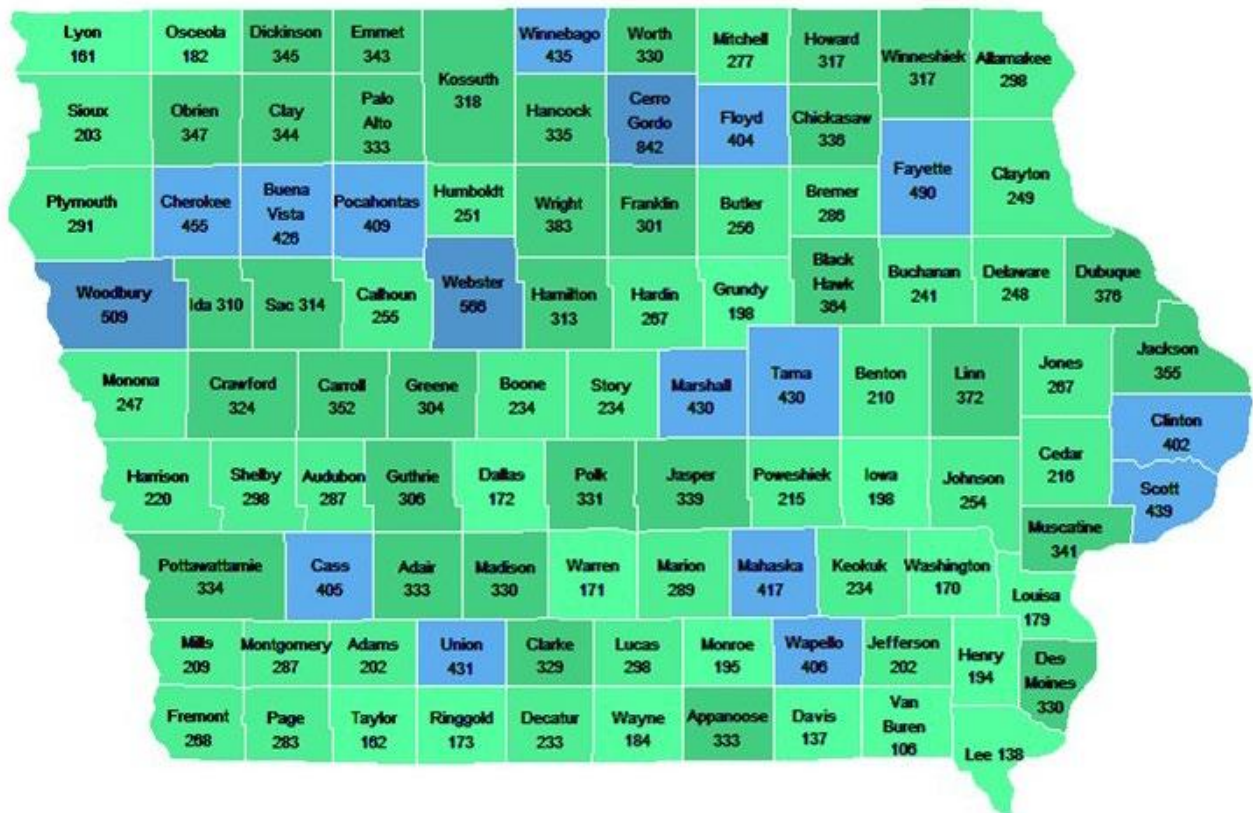 Lyon
161
Osceola
182
Dickinson
345
Emmet
343
Kossuth
318
Winnebago
435
Worth
330
Mitchell
277
Howard
317
Winneshiek
317
Allamakee
298
Sioux
203
Obrien
347
Clay
344
Palo
Alto
333
Hancock
335
Cerro
Gordo
842
Floyd
404
Chickasaw
336
Fayette
490
Clayton
249
Plymouth
291
Cherokee
455
Buena
Vista
426
Pocahontas
409
Humboldt
251
Wright
383
Franklin
301
Butler
256
Bremer
286
Woodbury
509
Ida 310
Sac 314
Calhoun
255
Webster
566
Hamilton
313
Hardin
267
Grundy
198
Black
Hawk
364
Buchanan
241
Delaware
248
Dubuque
376
Monona
247
Crawford
324
Carroll
352
Greene
304
Boone
234
Story
234
Marshall
430
Tama
430
Benton
210
Linn
372
Jones
267
Jackson
355
Clinton
402
Harrison
220
Shelby
298
Audubon
287
Guthrie
306
Dallas
172
Polk
331
Jasper
339
Poweshiek
215
Iowa
198
Johnson
254
Cedar
216
Scott
439
Muscatine
341
Pottawattamie
334
Cass
405
Adair
333
Madison
330
Warren
171
Marion
289
Mahaska
417
Keokuk
234
Washington
170
Louisa
179
Mills
209
Montgomery
287
Adams
202
Union
431
Clarke
329
Lucas
298
Monroe
195
Wapello
406
Jefferson
202
Henry
194
Des
Moines
330
Fremont
268
Page
283
Taylor
162
Ringgold
173
Decatur
233
Wayne
184
Appanoose
333
Davis
137
Van
Buren
106
Lee 138